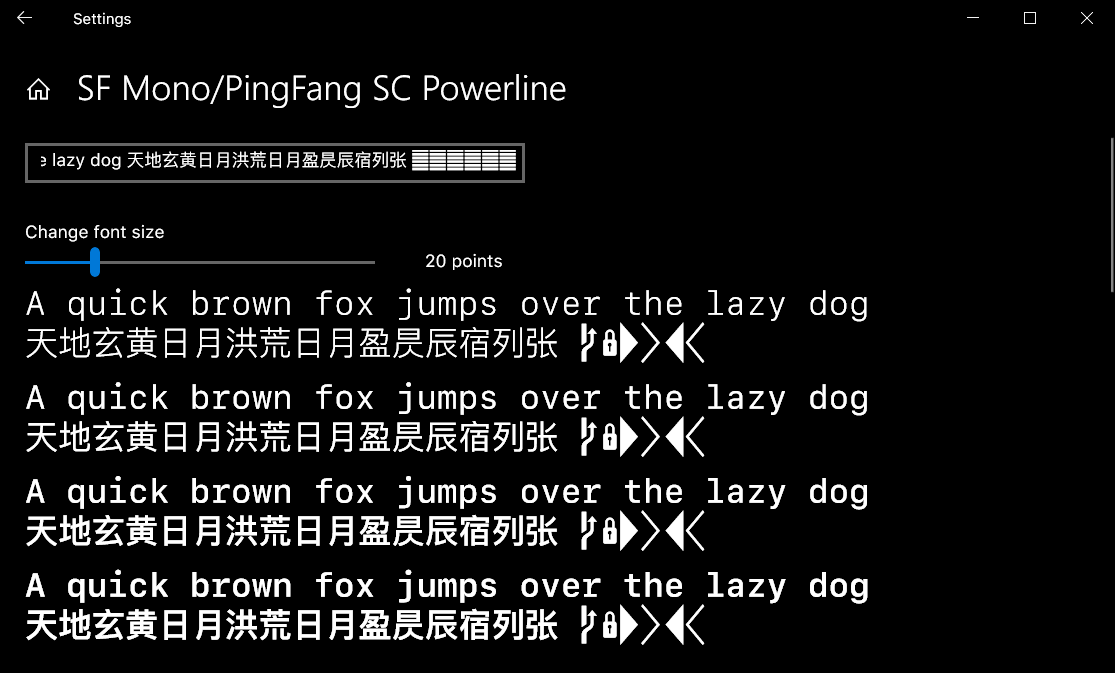 Settings
SF Mono/PingFang SC Powerline
e lazy dog 天地玄黄日月洪荒日月盈昃辰宿列张
Change font size
20 points
A quick brown fox jumps over the lazy dog
天地玄黄日月洪荒日月盈昃辰宿列张 
A quick brown fox jumps over the lazy dog
天地玄黄日月洪荒日月盈昃辰宿列张 
A quick brown fox jumps over the lazy dog
天地玄黄日月洪荒日月盈昃辰宿列张 
A quick brown fox jumps over the lazy dog
天地玄黄日月洪荒日月盈昃辰宿列张